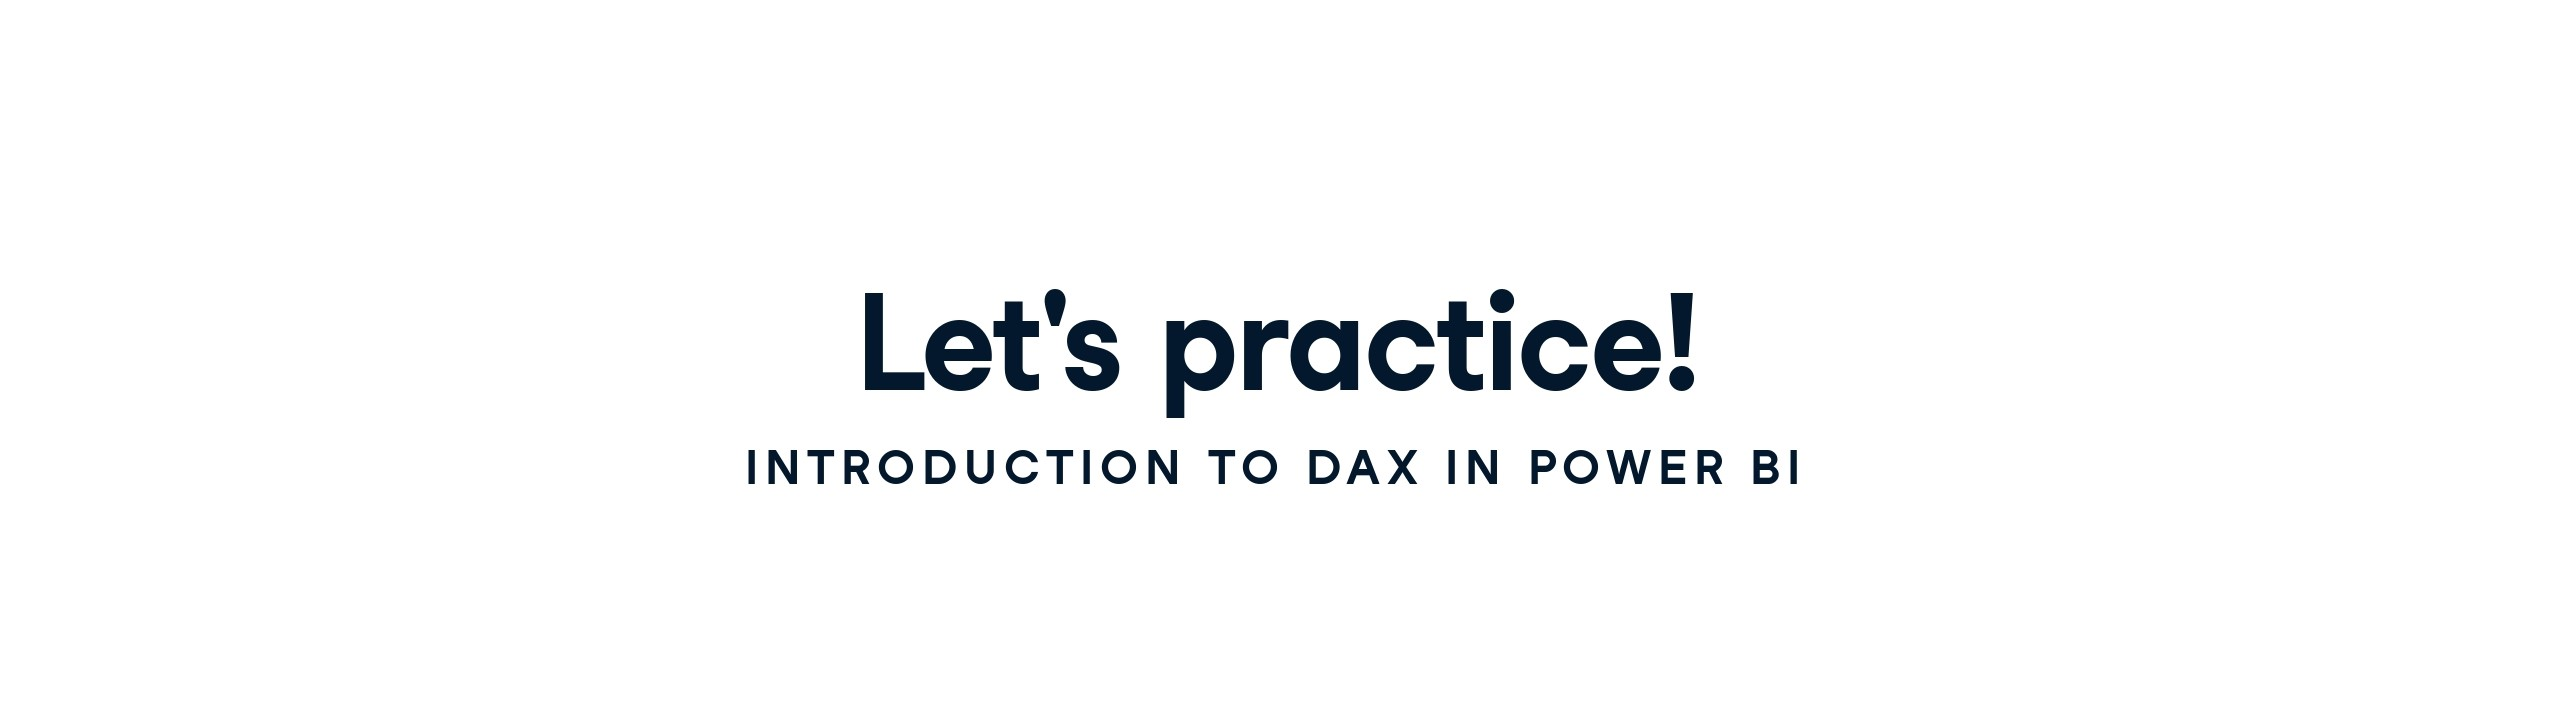 Let's practice!
INTRODUCTION TO DAX IN POWER BI